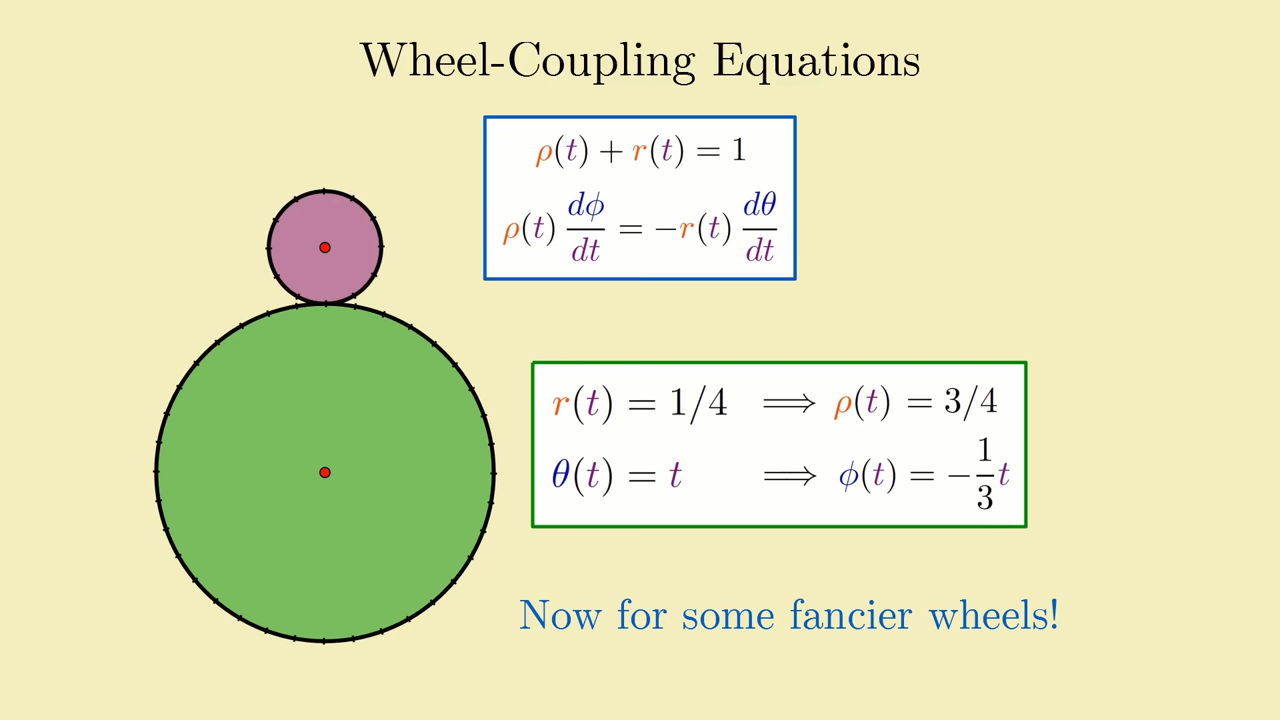 Wheel-Coupling Equations
ρ(t) + r(t) = 1
ρ(t) dϕ/dt = −r(t) dθ/dt
r(t) = 1/4 ⟹ ρ(t) = 3/4
θ(t) = t ⟹ ϕ(t) = −1/3 t
Now for some fancier wheels!